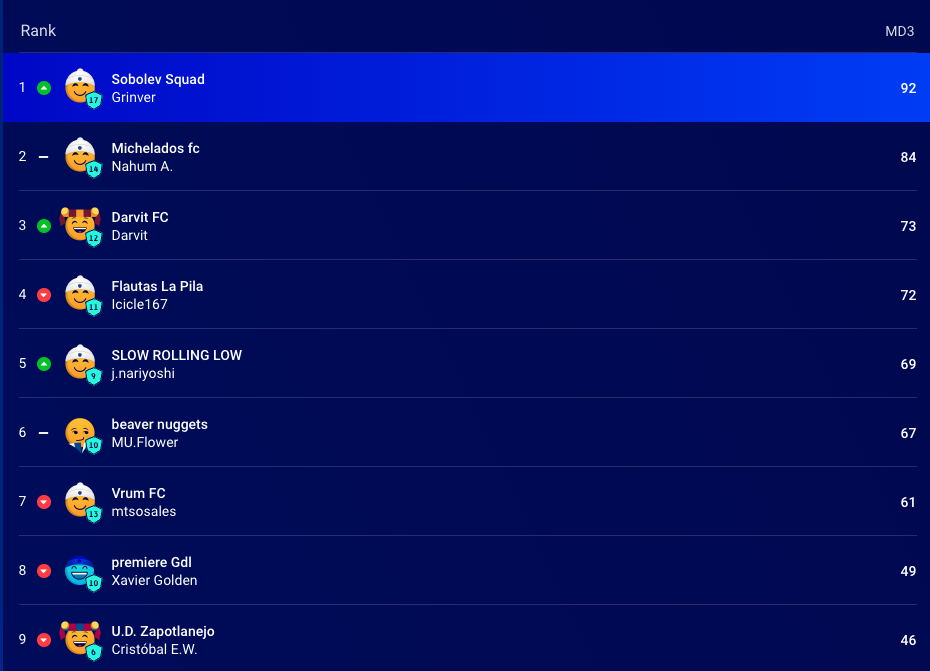 Rank MD3
1 17 Sobolev Squad 92
Grinver
2 14 Michelados fc 84
Nahum A.
3 12 Darvit FC 73
Darvit
4 11 Flautas La Pila 72
Icicle167
5 9 SLOW ROLLING LOW 69
j.nariyoshi
6 10 beaver nuggets 67
MU.Flower
7 13 Vrum FC 61
mtsosales
8 10 premiere Gdl 49
Xavier Golden
9 6 U.D. Zapotlanejo 46
Cristóbal E.W.